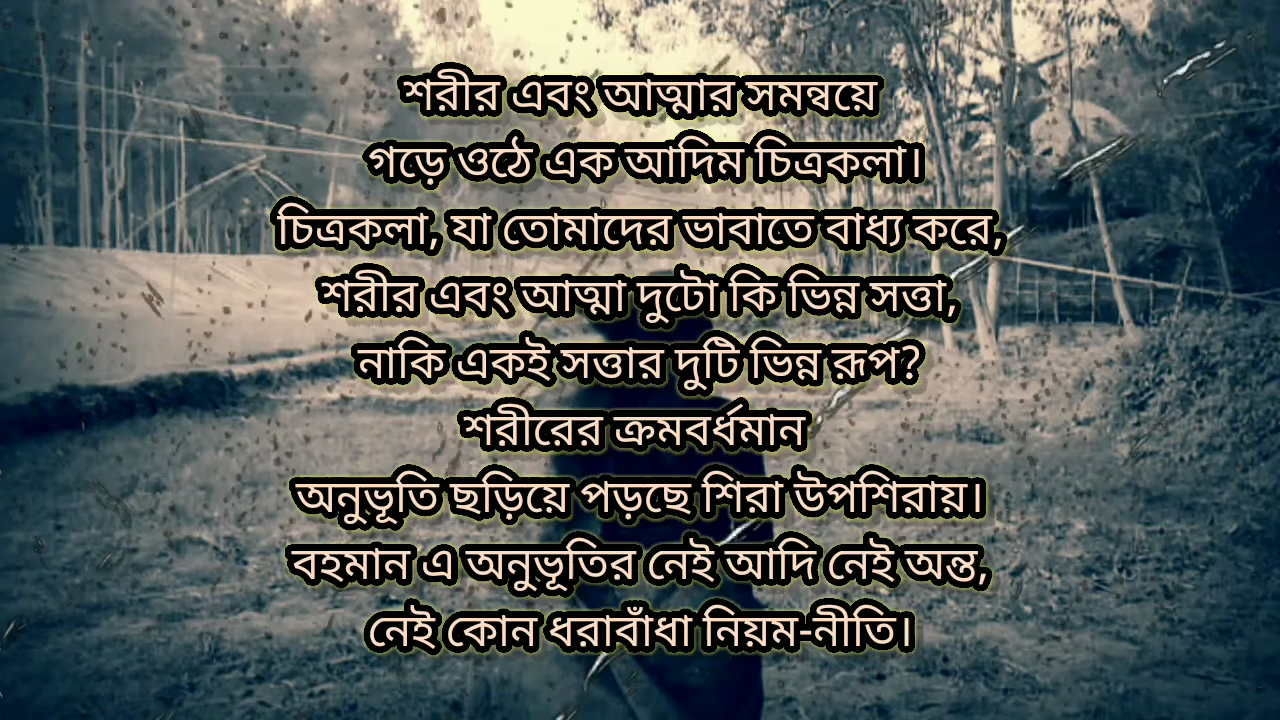 শরীর এবং আত্মার সমন্বয়ে
গড়ে ওঠে এক আদিম চিত্রকলা।
চিত্রকলা, যা তোমাদের ভাবাতে বাধ্য করে,
শরীর এবং আত্মা দুটো কি ভিন্ন সত্তা,
নাকি একই সত্তার দুটি ভিন্ন রূপ?
শরীরের ক্রমবর্ধমান
অনুভূতি ছড়িয়ে পড়ছে শিরা উপশিরায়।
বহমান এ অনুভূতির নেই আদি নেই অন্ত,
নেই কোন ধরাবাঁধা নিয়ম-নীতি।